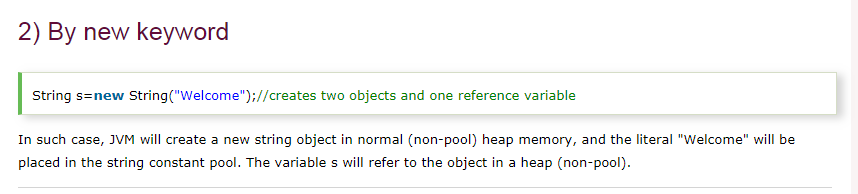 2) By new keyword
String s=new String("Welcome");//creates two objects and one reference variable
In such case, JVM will create a new string object in normal (non-pool) heap memory, and the literal "Welcome" will be
placed in the string constant pool. The variable s will refer to the object in a heap (non-pool).